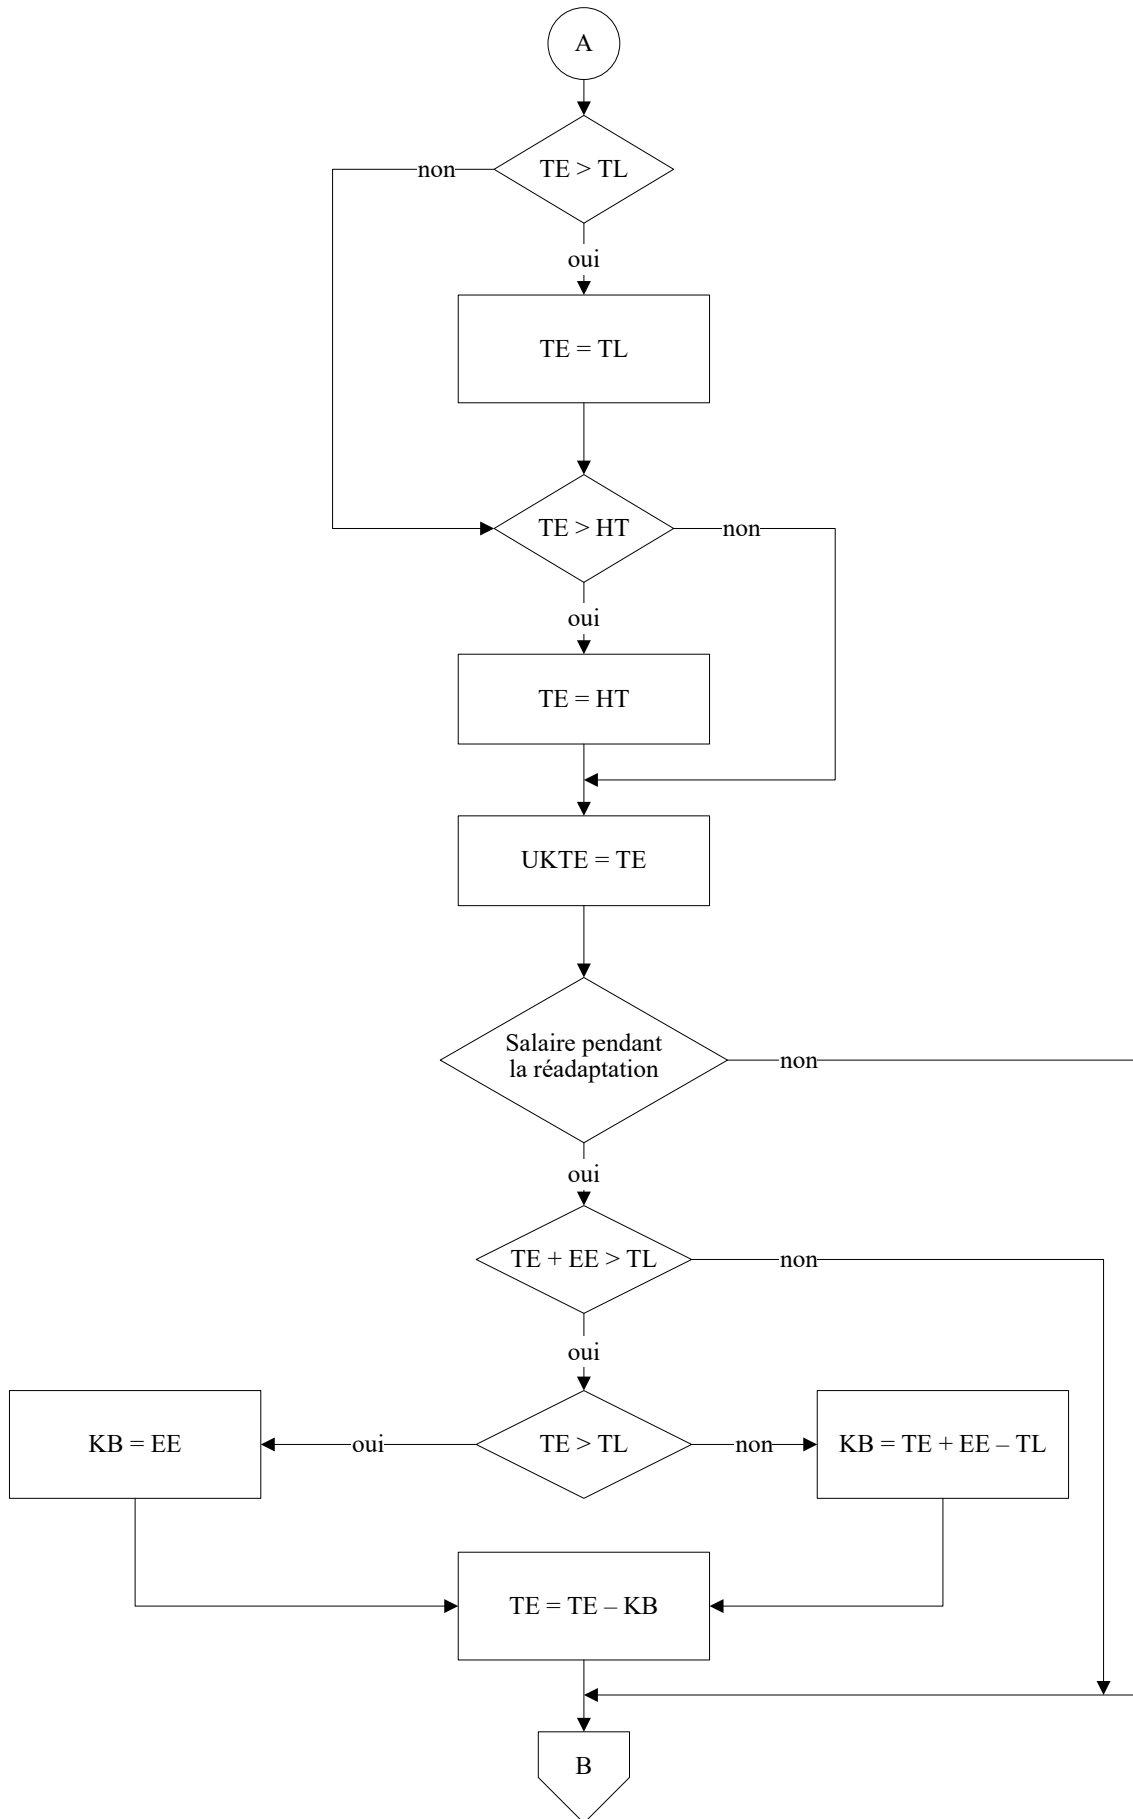 A
TE > TL
non
oui
TE = TL
TE > HT
non
oui
TE = HT
UKTE = TE
Salaire pendant
la réadaptation
non
oui
TE + EE > TL
non
oui
KB = EE
oui
TE > TL
non
KB = TE + EE – TL
TE = TE – KB
B